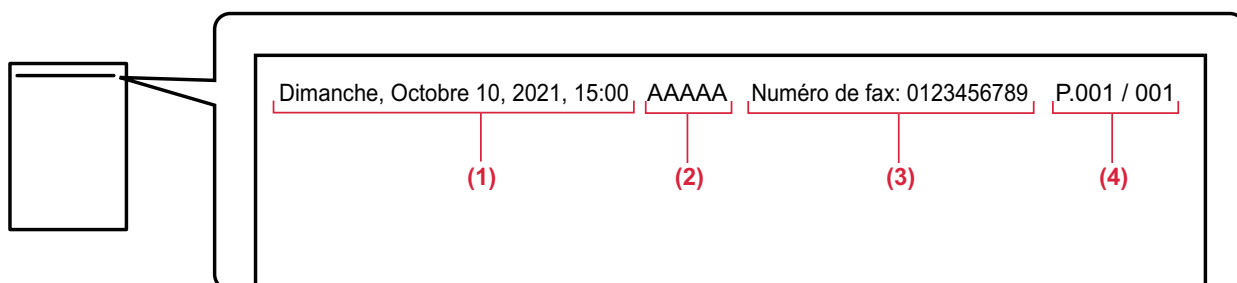 Dimanche, Octobre 10, 2021, 15:00 AAAAA Numéro de fax: 0123456789 P.001 / 001
(1) (2) (3) (4)